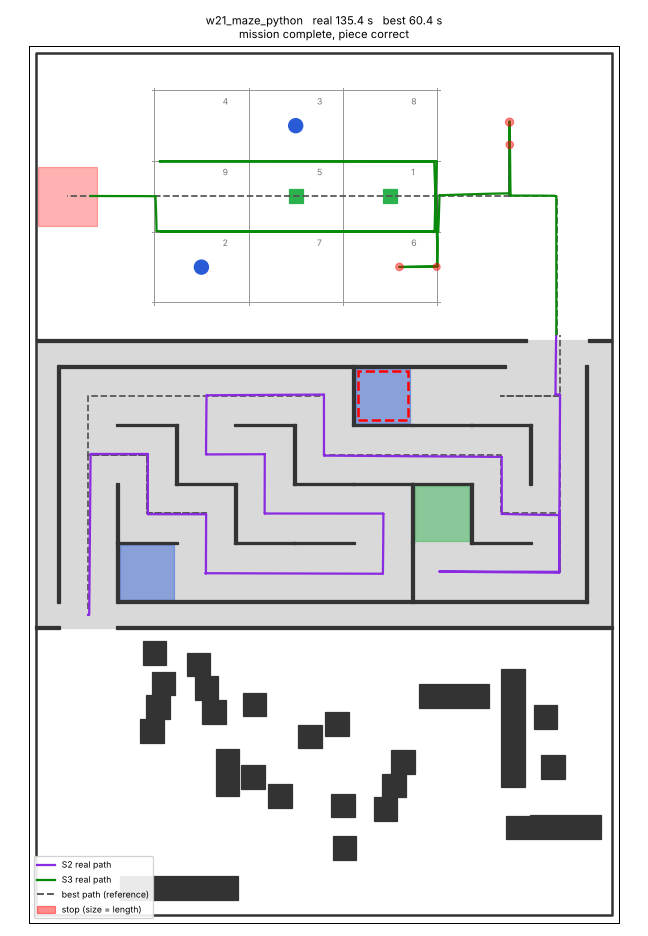 w21_maze_python   real 135.4 s   best 60.4 s
mission complete, piece correct
4
3
8
9
5
1
2
7
6
S2 real path
S3 real path
best path (reference)
stop (size = length)